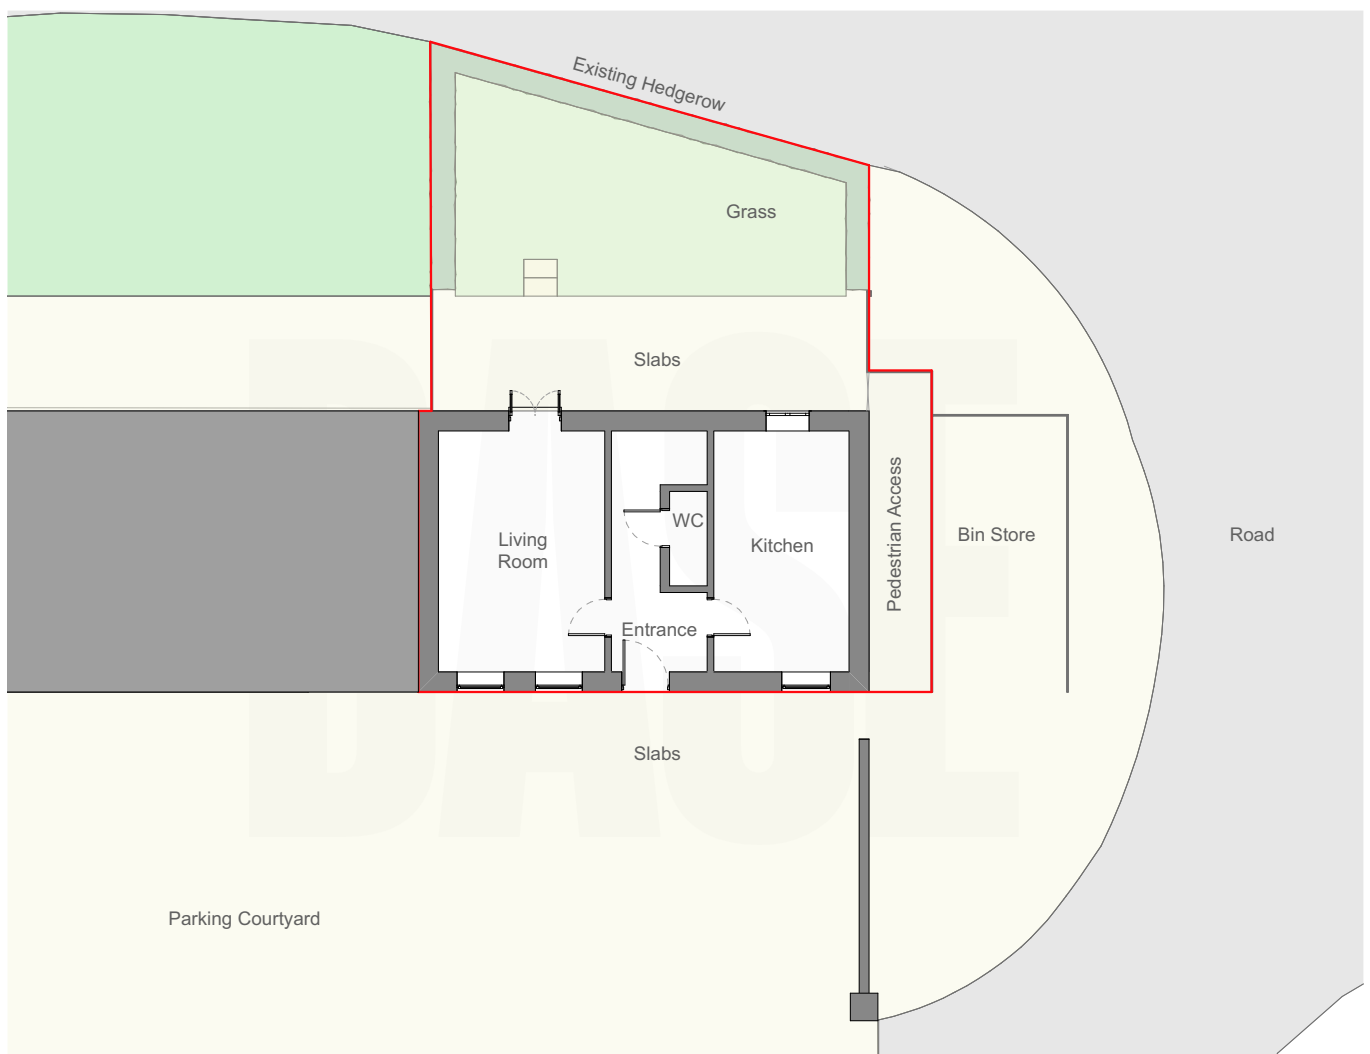 Existing Hedgerow
Grass
Slabs
Living
Room
WC
Kitchen
Pedestrian Access
Bin Store
Road
Entrance
Slabs
Parking Courtyard
BASE